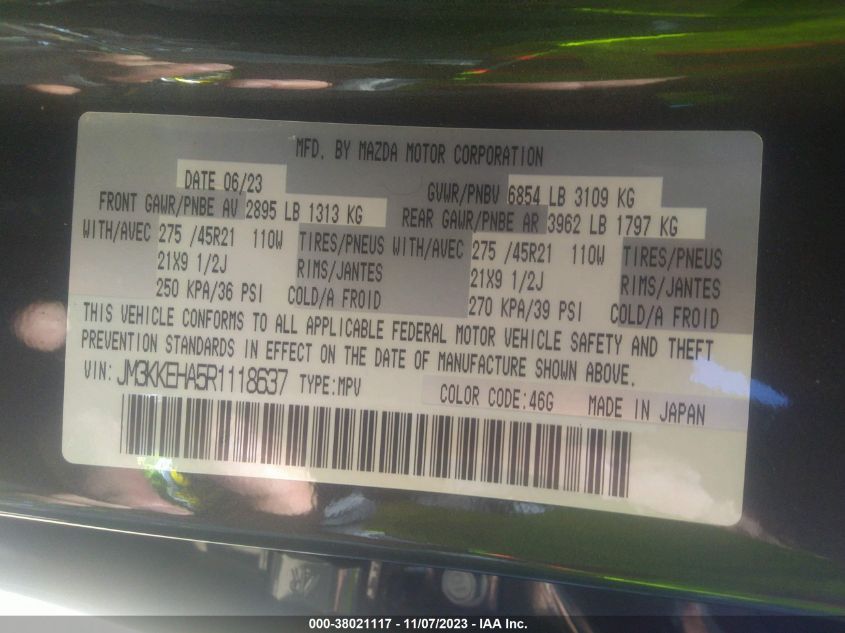 MFD. BY MAZDA MOTOR CORPORATION
DATE 06/23 GVWR/PNBV 6854 LB 3109 KG
FRONT GAWR/PNBE AV 2895 LB 1313 KG REAR GAWR/PNBE AR 3962 LB 1797 KG
WITH/AVEC 275 /45R21 110W TIRES/PNEUS WITH/AVEC 275 /45R21 110W TIRES/PNEUS
21X9 1/2J RIMS/JANTES 21X9 1/2J RIMS/JANTES
250 KPA/36 PSI COLD/A FROID 270 KPA/39 PSI COLD/A FROID
THIS VEHICLE CONFORMS TO ALL APPLICABLE FEDERAL MOTOR VEHICLE SAFETY AND THEFT
PREVENTION STANDARDS IN EFFECT ON THE DATE OF MANUFACTURE SHOWN ABOVE.
VIN: JM3KKEHA5R1118637 TYPE:MPV COLOR CODE:46G MADE IN JAPAN
000-38021117 - 11/07/2023 - IAA Inc.